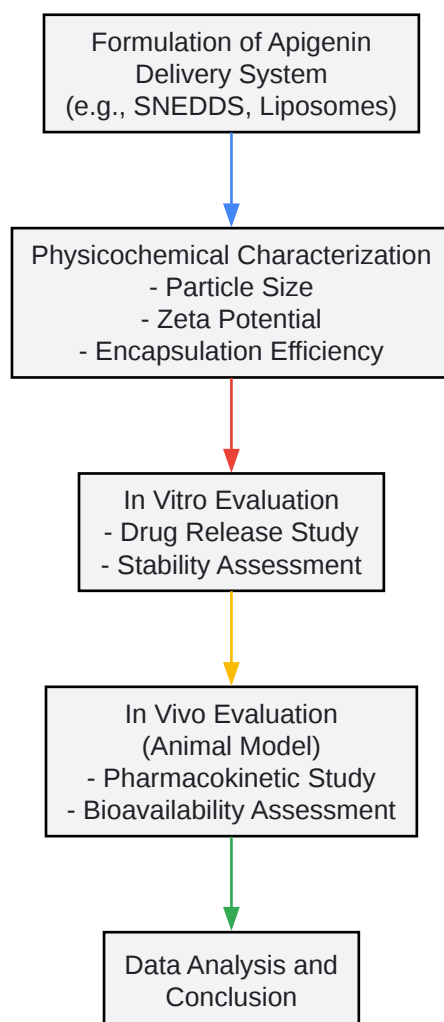 Formulation of Apigenin
Delivery System
(e.g., SNEDDS, Liposomes)
Physicochemical Characterization
- Particle Size
- Zeta Potential
- Encapsulation Efficiency
In Vitro Evaluation
- Drug Release Study
- Stability Assessment
In Vivo Evaluation
(Animal Model)
- Pharmacokinetic Study
- Bioavailability Assessment
Data Analysis and
Conclusion